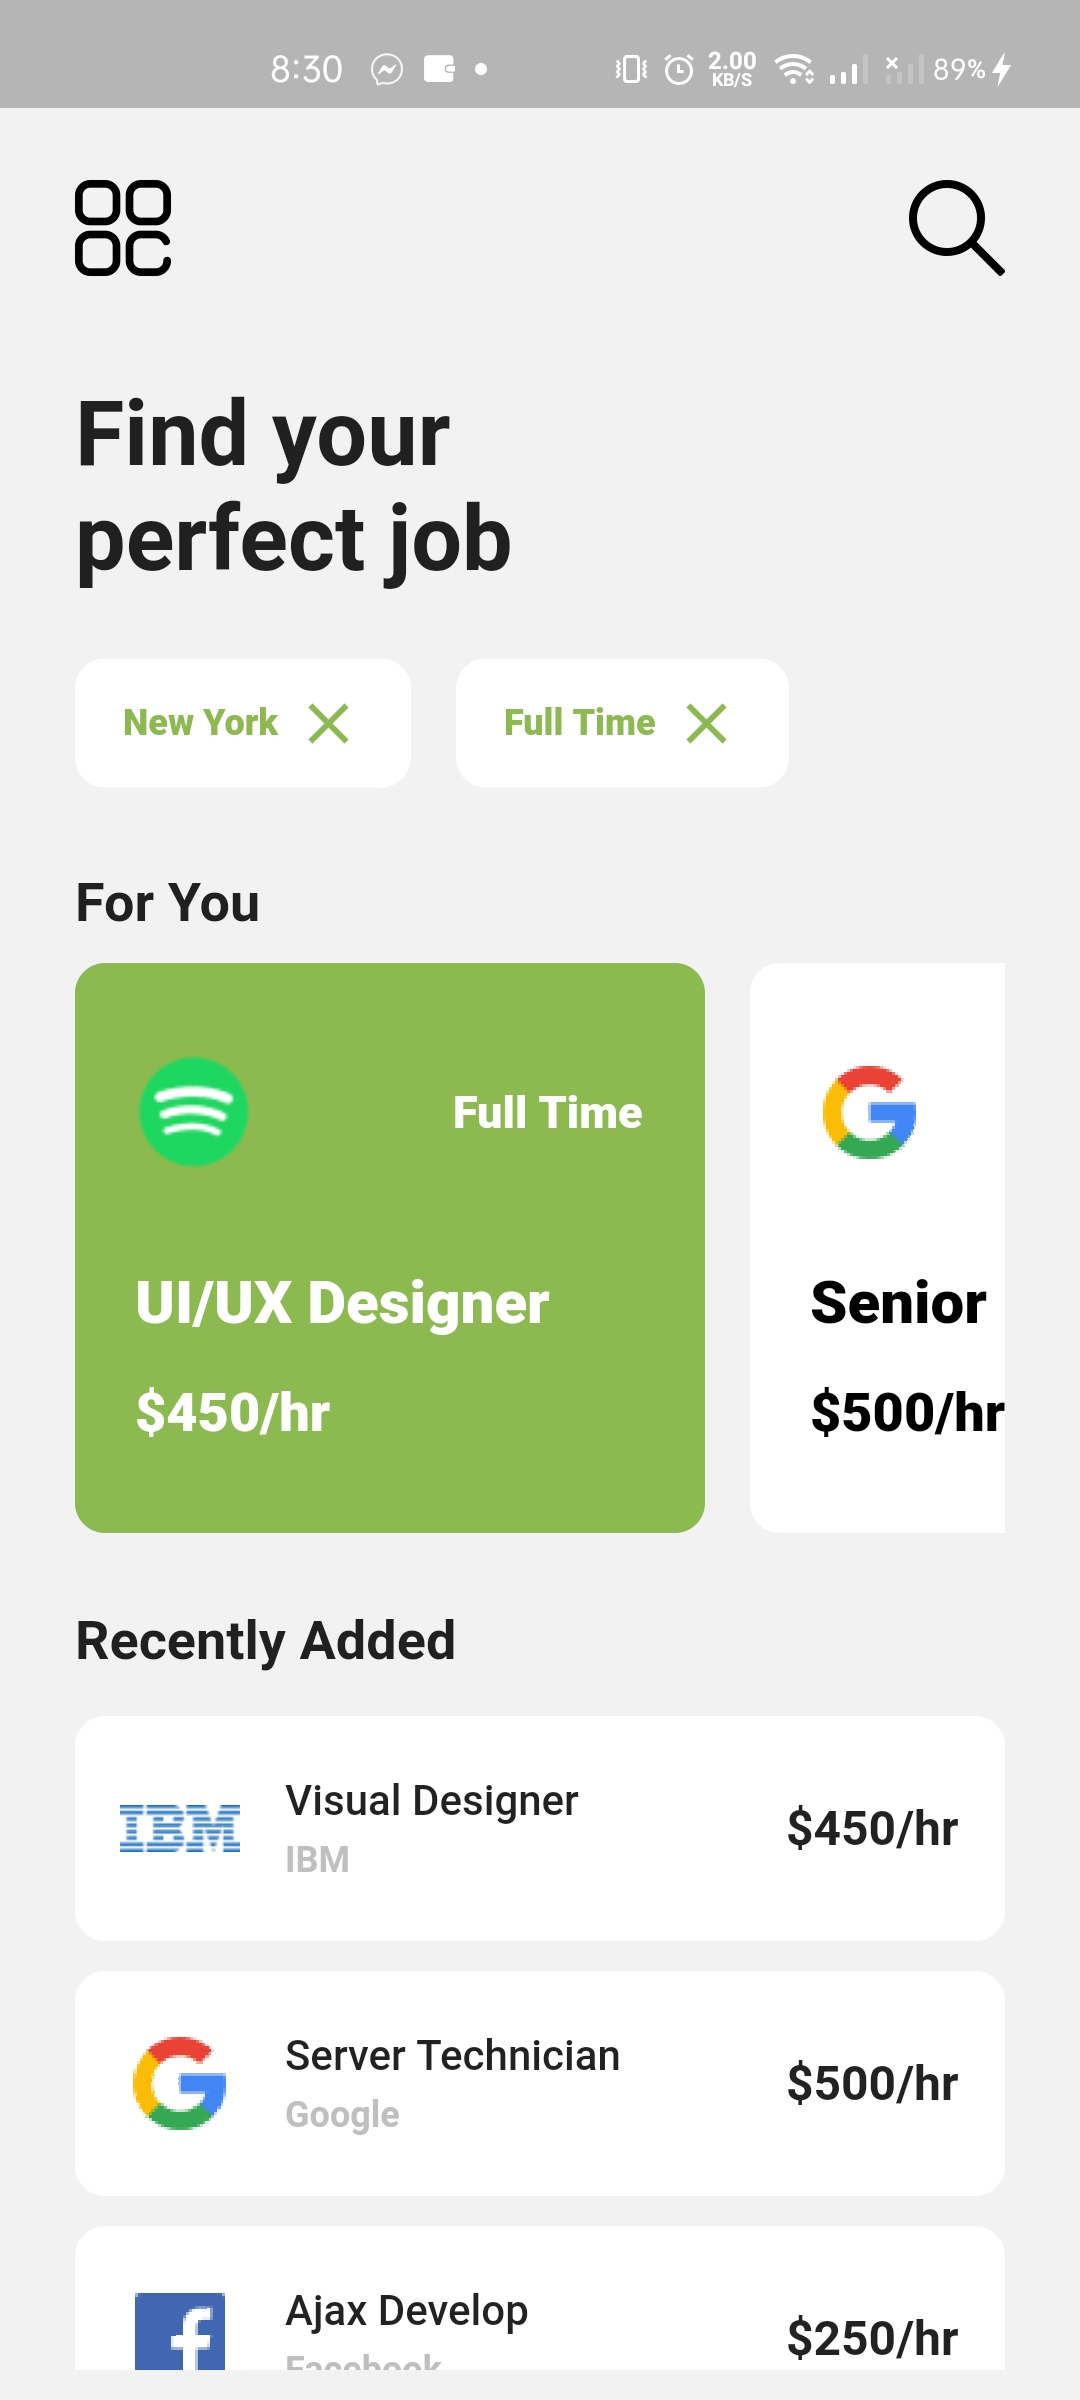 8:30
2.00
KB/S
89%
Find your
perfect job
New York
Full Time
For You
Full Time
UI/UX Designer
$450/hr
Senior
$500/hr
Recently Added
IBM
Visual Designer
IBM
$450/hr
Server Technician
Google
$500/hr
Ajax Develop
Facebook
$250/hr